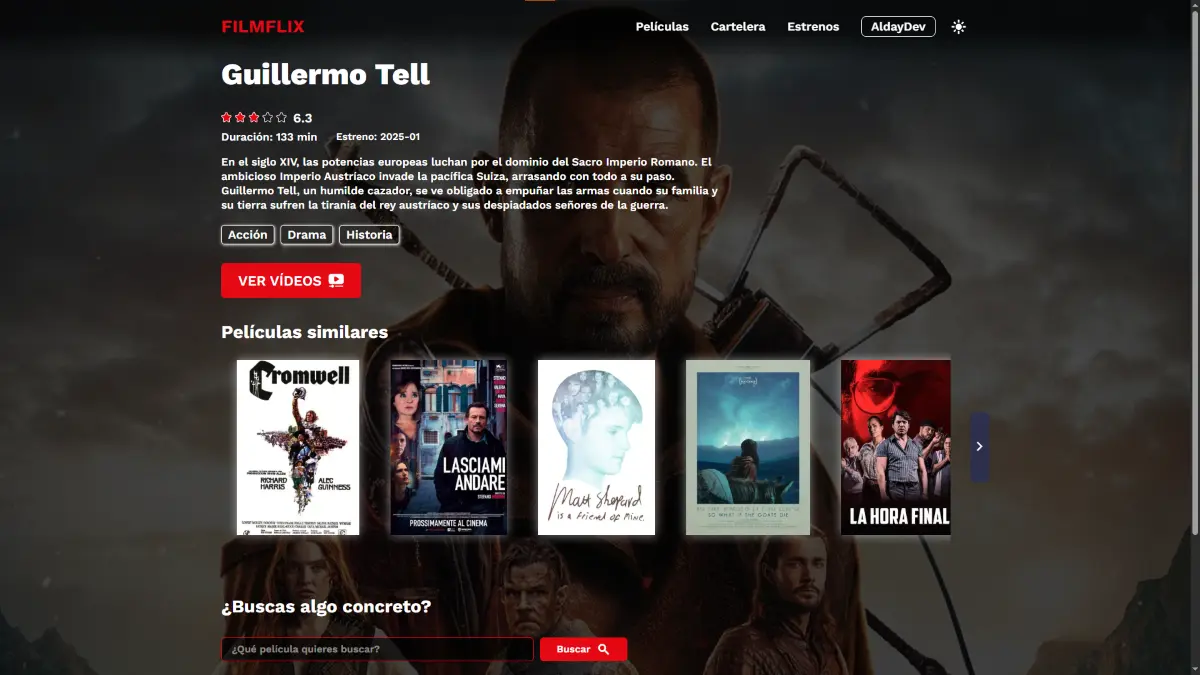 FILMFLIX
Películas
Cartelera
Estrenos
AldayDev
Guillermo Tell
6.3
Duración: 133 min
Estreno: 2025-01
En el siglo XIV, las potencias europeas luchan por el dominio del Sacro Imperio Romano. El
ambicioso Imperio Austríaco invade la pacífica Suiza, arrasando con todo a su paso.
Guillermo Tell, un humilde cazador, se ve obligado a empuñar las armas cuando su familia y
su tierra sufren la tiranía del rey austríaco y sus despiadados señores de la guerra.
Acción
Drama
Historia
VER VÍDEOS
Películas similares
Cromwell
RICHARD HARRIS
ALEC GUINNESS
LASCIAMI
ANDARE
PROSSIMAMENTE AL CINEMA
Matt Shepard
is a friend of mine.
SO WHAT IF THE GOATS DIE
LA HORA FINAL
¿Buscas algo concreto?
¿Qué película quieres buscar?
Buscar